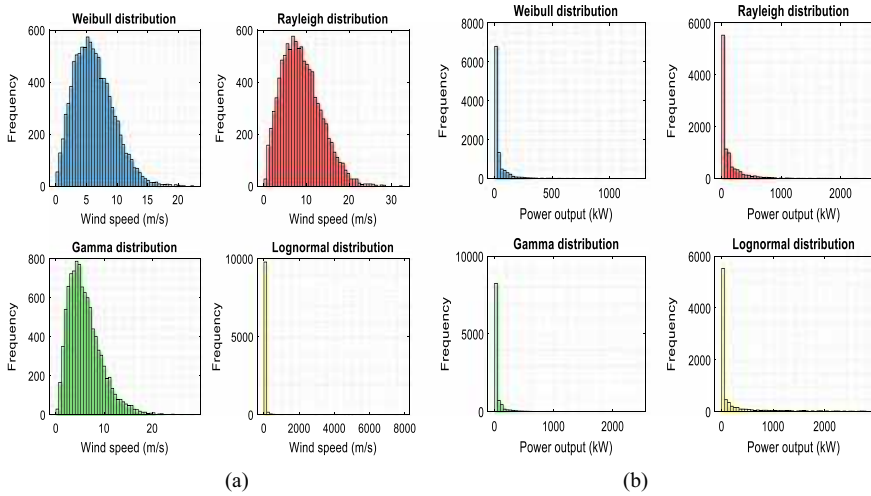 Weibull distribution
600
400
200
0
Frequency
0 5 10 15 20
Wind speed (m/s)
Rayleigh distribution
600
400
200
0
Frequency
0 10 20 30
Wind speed (m/s)
Gamma distribution
800
600
400
200
0
Frequency
0 10 20
Wind speed (m/s)
Lognormal distribution
10000
5000
0
Frequency
0 2000 4000 6000 8000
Wind speed (m/s)
(a)
Weibull distribution
8000
6000
4000
2000
0
Frequency
0 500 1000
Power output (kW)
Rayleigh distribution
6000
4000
2000
0
Frequency
0 1000 2000
Power output (kW)
Gamma distribution
10000
5000
0
Frequency
0 1000 2000
Power output (kW)
Lognormal distribution
6000
4000
2000
0
Frequency
0 1000 2000
Power output (kW)
(b)